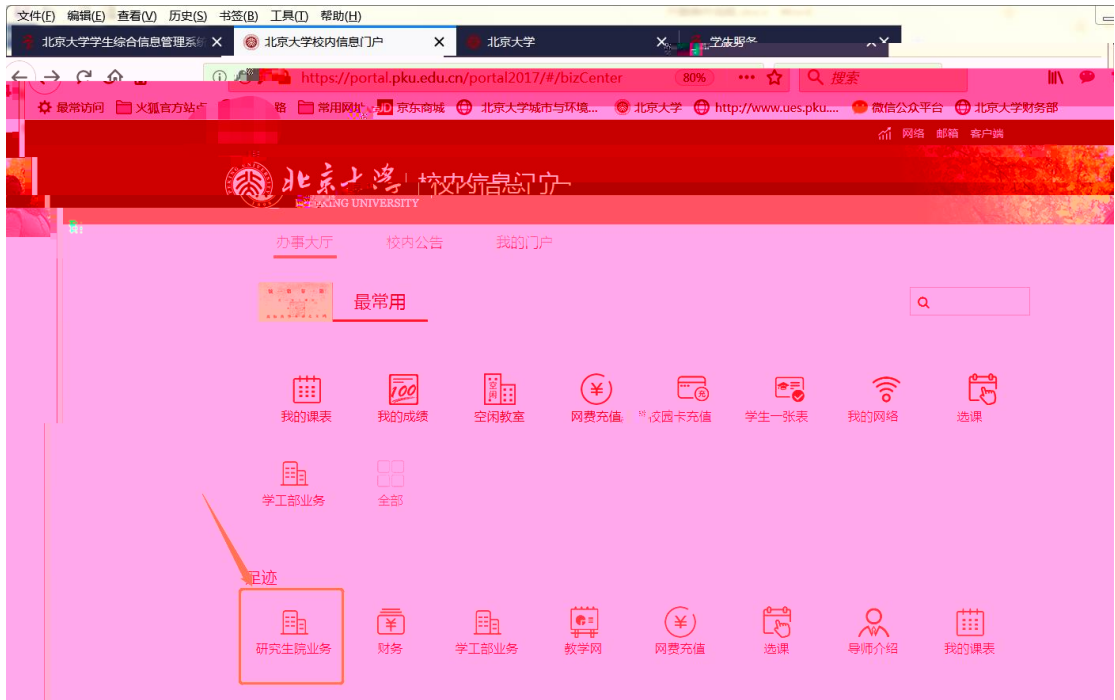 文件(F) 编辑(E) 查看(V) 历史(S) 书签(B) 工具(T) 帮助(H)
北京大学学生综合信息管理系统 × 北京大学校内信息门户 × 北京大学 ×
https://portal.pku.edu.cn/portal2017/#/bizCenter 80% ··· 搜索
最常访问 火狐官方站点 常用网址 JD 京东商城 北京大学城市与环境... 北京大学 http://www.ues.pku.... 微信公众平台 北京大学财务部
网络 邮箱 客户端
北京大学 校内信息门户
PEKING UNIVERSITY
办事大厅 校内公告 我的门户
最常用
100 空闲
我的课表 我的成绩 空闲教室 网费充值 校园卡充值 学生一张表 我的网络 选课
学工部业务 全部
足迹
研究生院业务 财务 学工部业务 教学网 网费充值 选课 导师介绍 我的课表